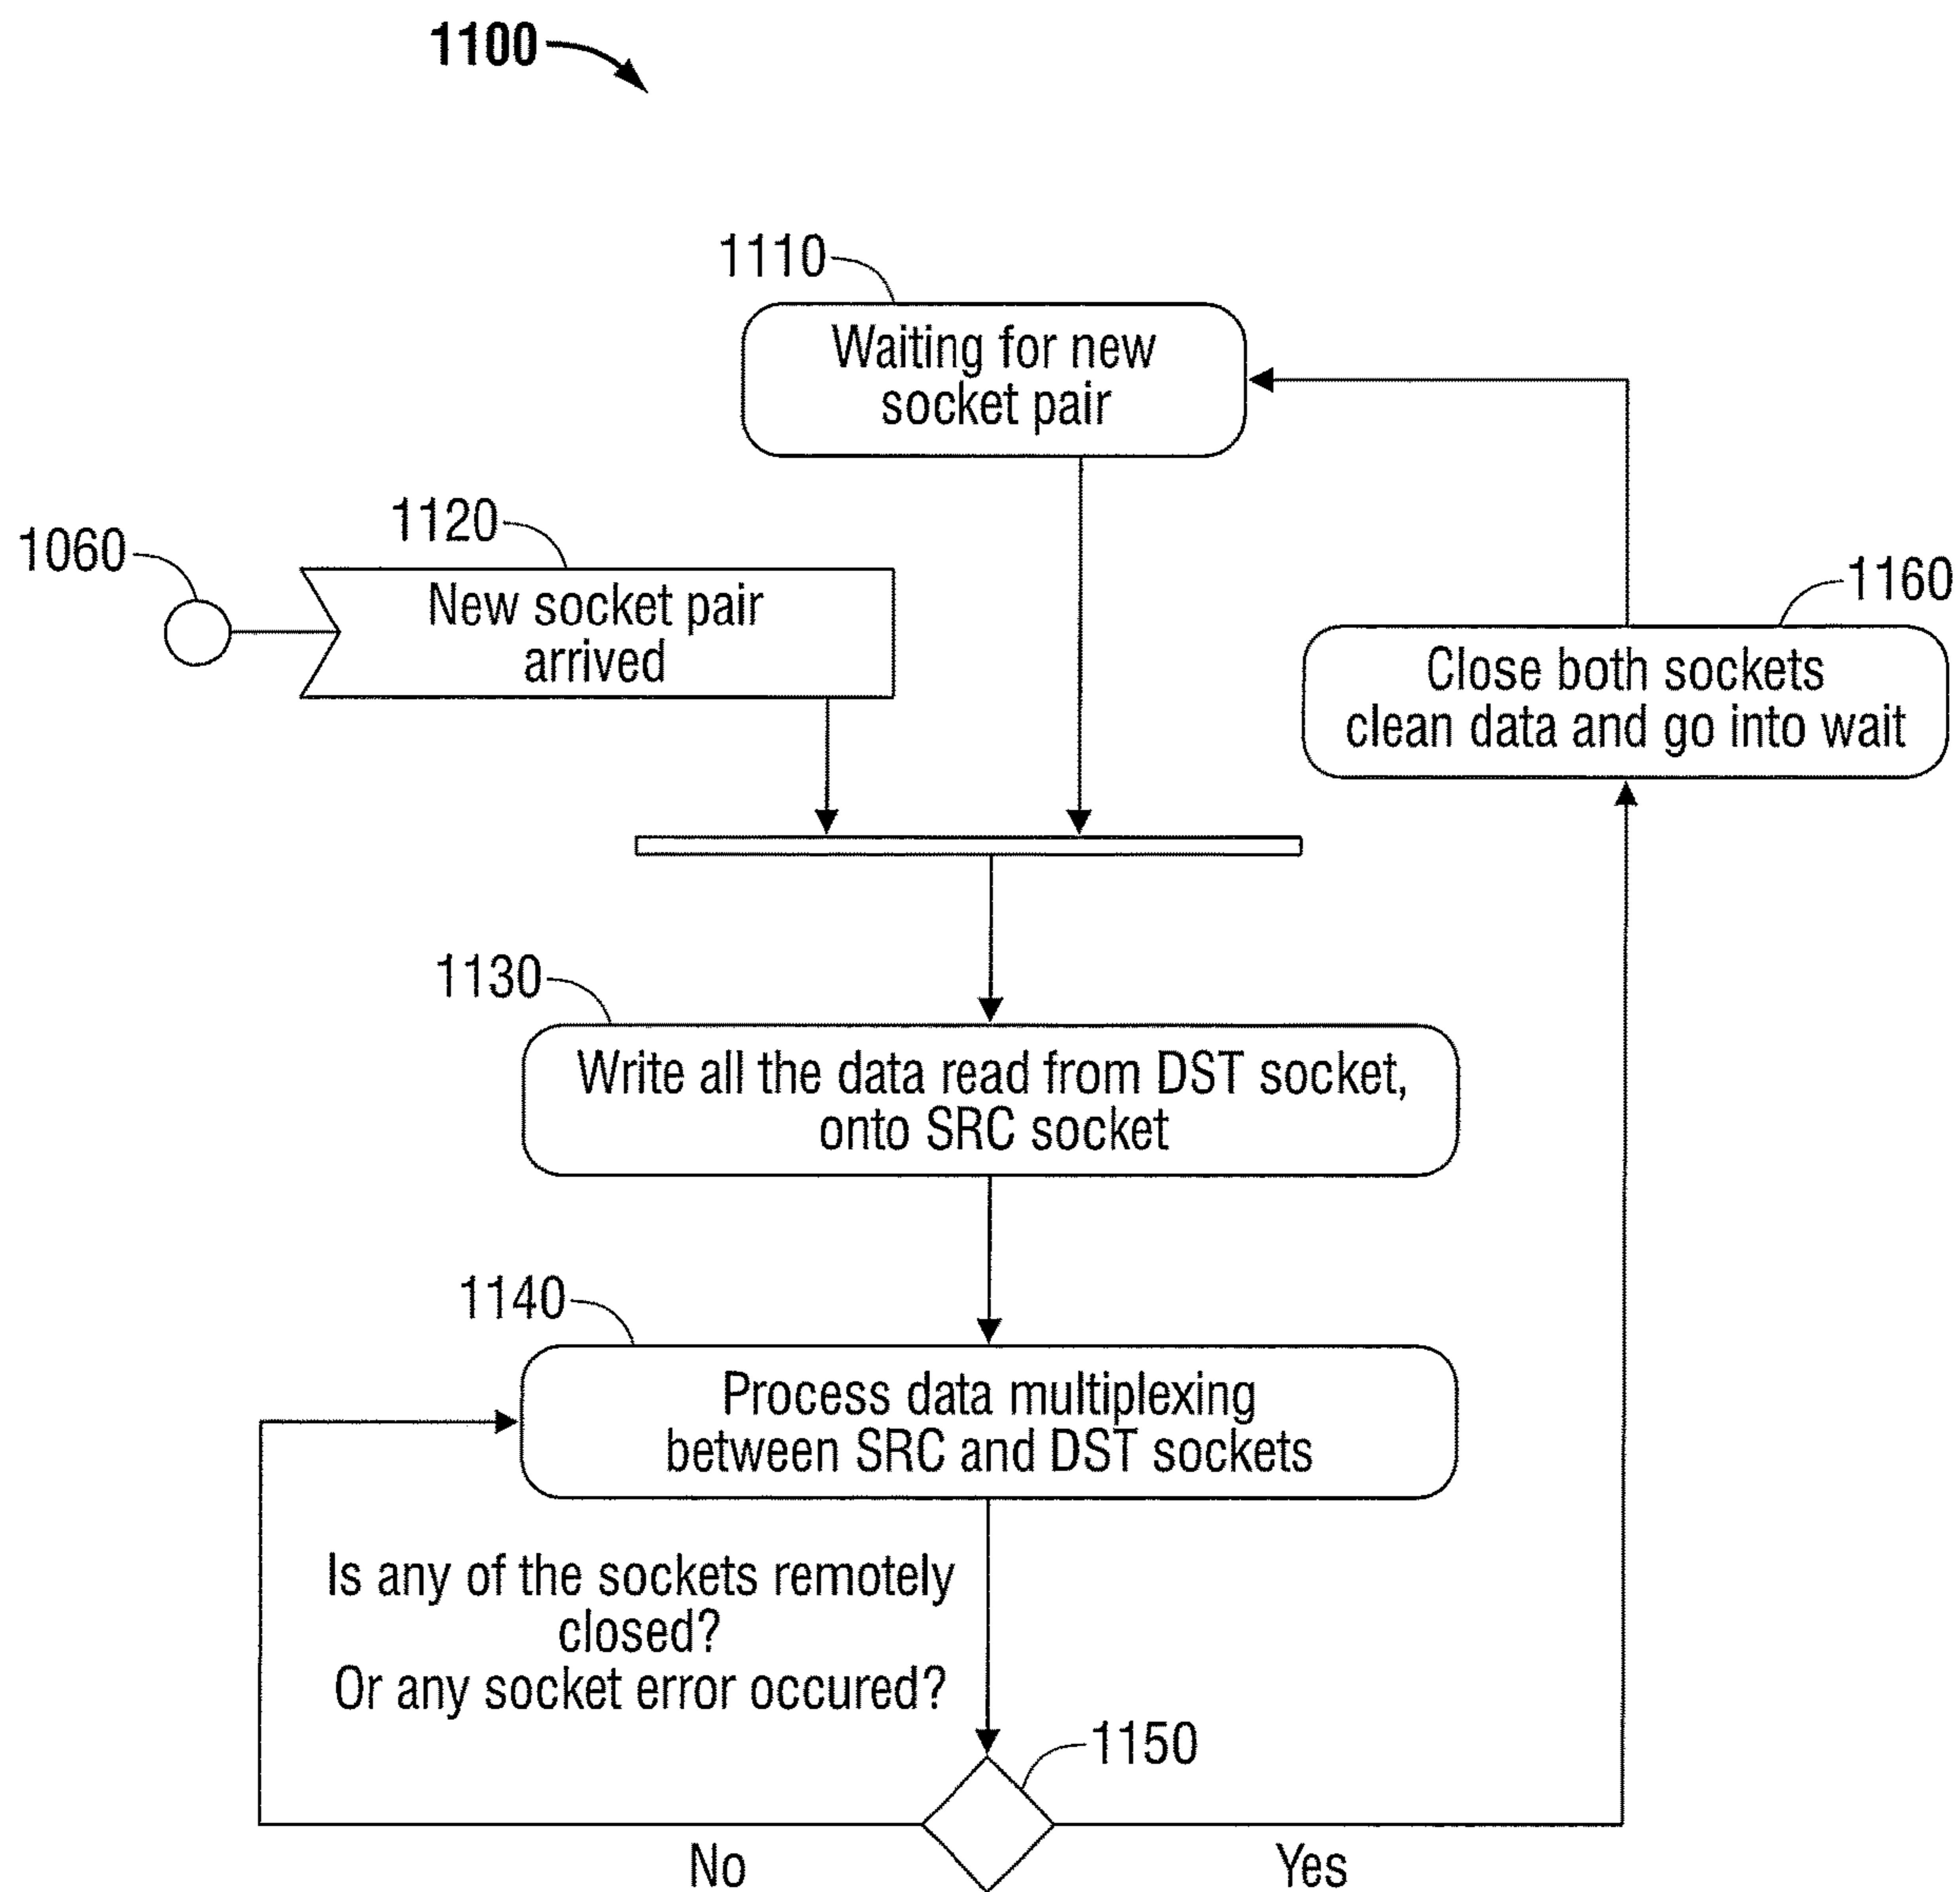 1100
1110
Waiting for new
socket pair
1120
1060
New socket pair
arrived
1160
Close both sockets
clean data and go into wait
1130
Write all the data read from DST socket,
onto SRC socket
1140
Process data multiplexing
between SRC and DST sockets
Is any of the sockets remotely
closed?
Or any socket error occured?
1150
No
Yes